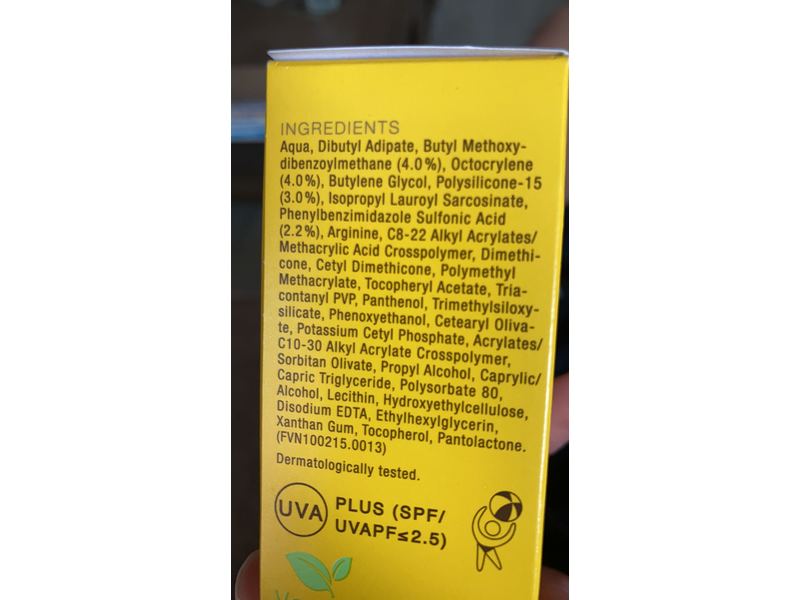 INGREDIENTS
Aqua, Dibutyl Adipate, Butyl Methoxy-
dibenzoylmethane (4.0%), Octocrylene
(4.0%), Butylene Glycol, Polysilicone-15
(3.0%), Isopropyl Lauroyl Sarcosinate,
Phenylbenzimidazole Sulfonic Acid
(2.2%), Arginine, C8-22 Alkyl Acrylates/
Methacrylic Acid Crosspolymer, Dimethi-
cone, Cetyl Dimethicone, Polymethyl
Methacrylate, Tocopheryl Acetate, Tria-
contanyl PVP, Panthenol, Trimethylsiloxy-
silicate, Phenoxyethanol, Cetearyl Oliva-
te, Potassium Cetyl Phosphate, Acrylates/
C10-30 Alkyl Acrylate Crosspolymer,
Sorbitan Olivate, Propyl Alcohol, Caprylic/
Capric Triglyceride, Polysorbate 80,
Alcohol, Lecithin, Hydroxyethylcellulose,
Disodium EDTA, Ethylhexylglycerin,
Xanthan Gum, Tocopherol, Pantolactone.
(FVN100215.0013)
Dermatologically tested.
UVA PLUS (SPF/
UVAPF≤2.5)